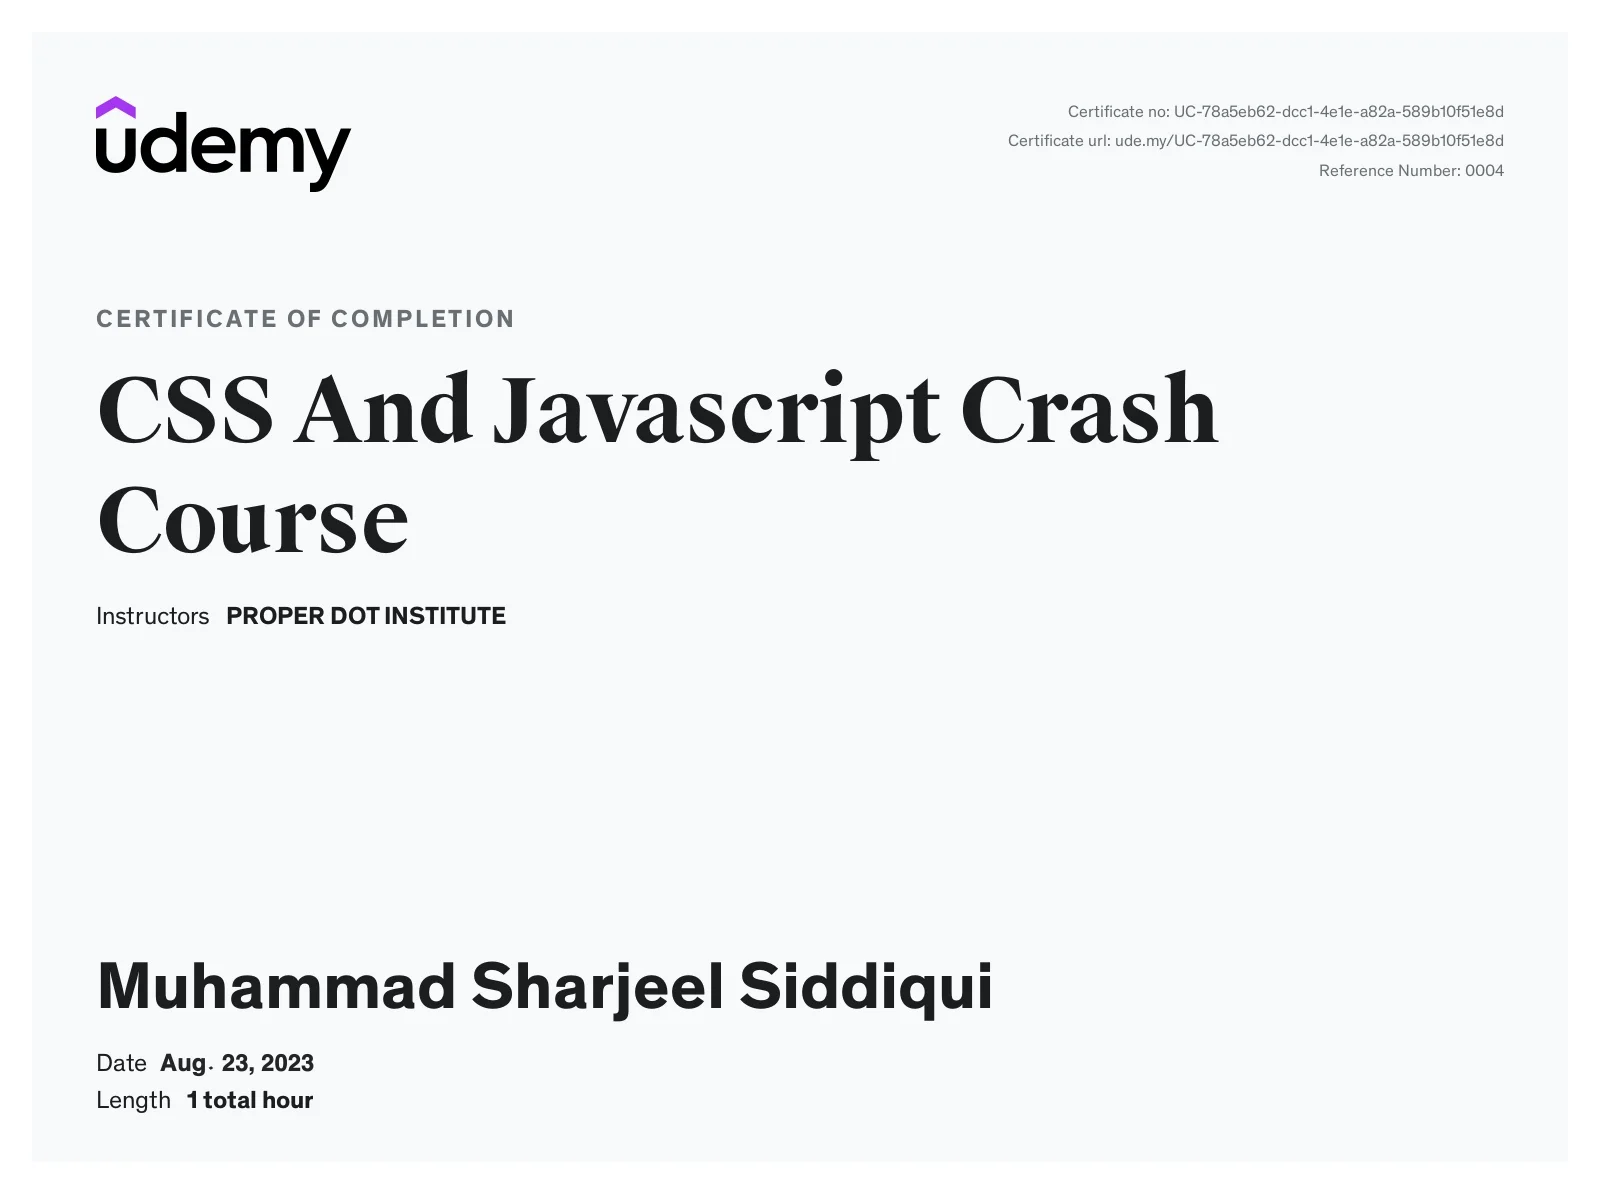 udemy
Certificate no: UC-78a5eb62-dcc1-4e1e-a82a-589b10f51e8d
Certificate url: ude.my/UC-78a5eb62-dcc1-4e1e-a82a-589b10f51e8d
Reference Number: 0004
CERTIFICATE OF COMPLETION
CSS And Javascript Crash
Course
Instructors PROPER DOT INSTITUTE
Muhammad Sharjeel Siddiqui
Date Aug. 23, 2023
Length 1 total hour